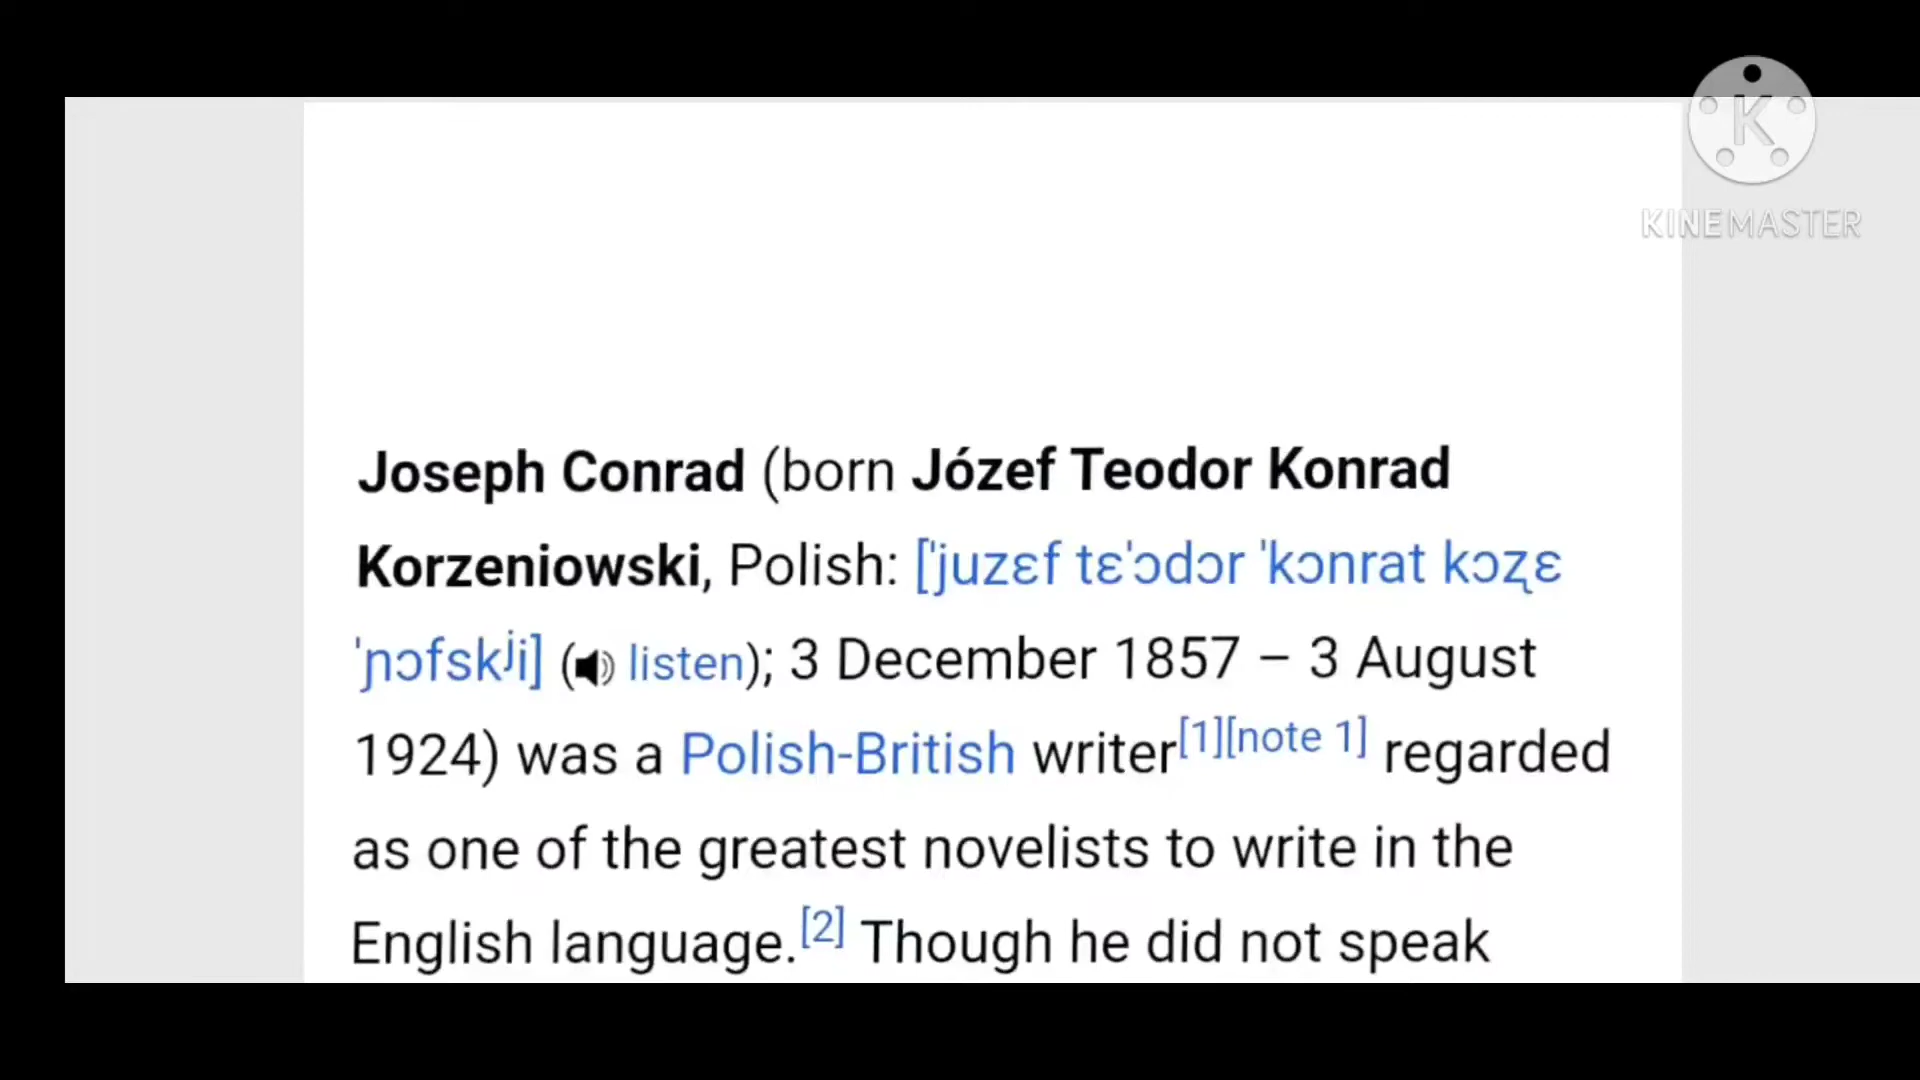 K
KINEMASTER
Joseph Conrad (born Józef Teodor Konrad
Korzeniowski, Polish: [ˈjuzɛf tɛˈɔdɔr ˈkɔnrat kɔʐɛ
ˈɲɔfskʲi] (listen); 3 December 1857 – 3 August
1924) was a Polish-British writer[1][note 1] regarded
as one of the greatest novelists to write in the
English language.[2] Though he did not speak